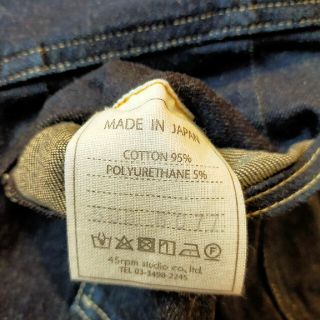 MADE IN JAPAN
COTTON 95%
POLYURETHANE 5%
45rpm studio co., ltd.
TEL 03-3498-2245